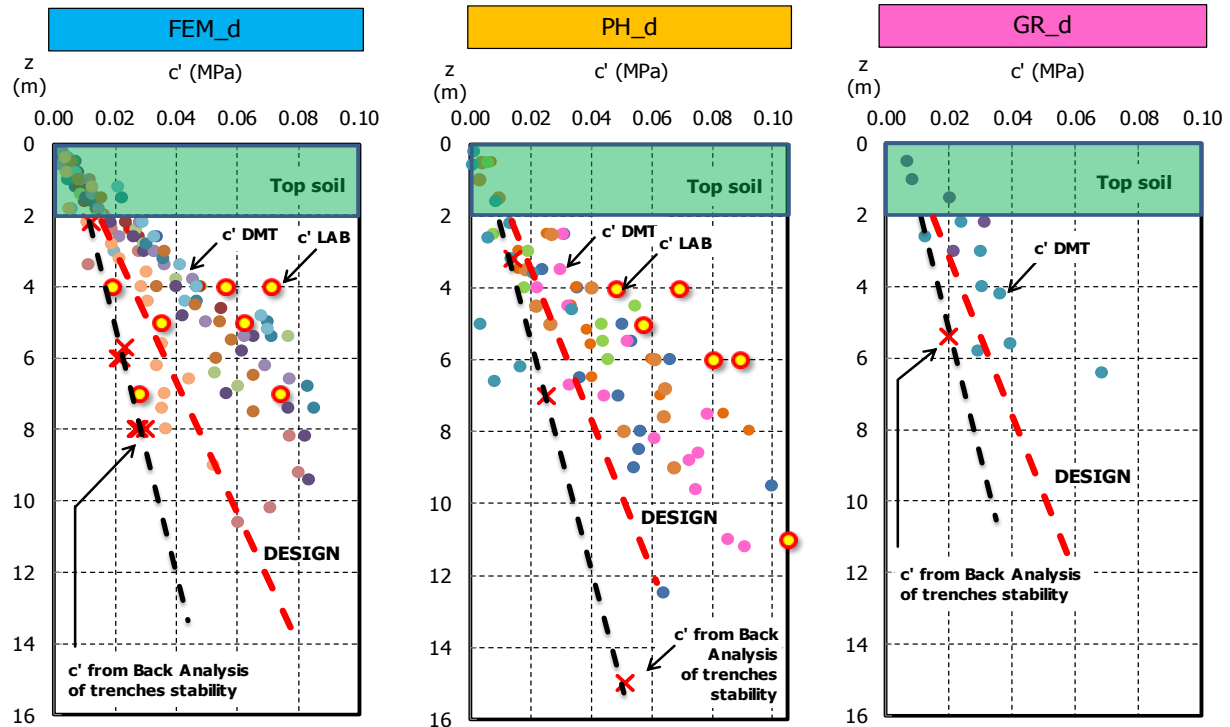 FEM_d
z
(m)
c' (MPa)
0.00 0.02 0.04 0.06 0.08 0.10
0
2
4
6
8
10
12
14
16
Top soil
c' DMT
c' LAB
DESIGN
c' from Back Analysis
of trenches stability
PH_d
z
(m)
c' (MPa)
0.00 0.02 0.04 0.06 0.08 0.10
0
2
4
6
8
10
12
14
16
Top soil
c' DMT
c' LAB
DESIGN
c' from Back
Analysis
of trenches
stability
GR_d
z
(m)
c' (MPa)
0.00 0.02 0.04 0.06 0.08 0.10
0
2
4
6
8
10
12
14
16
Top soil
c' DMT
DESIGN
c' from Back Analysis
of trenches stability